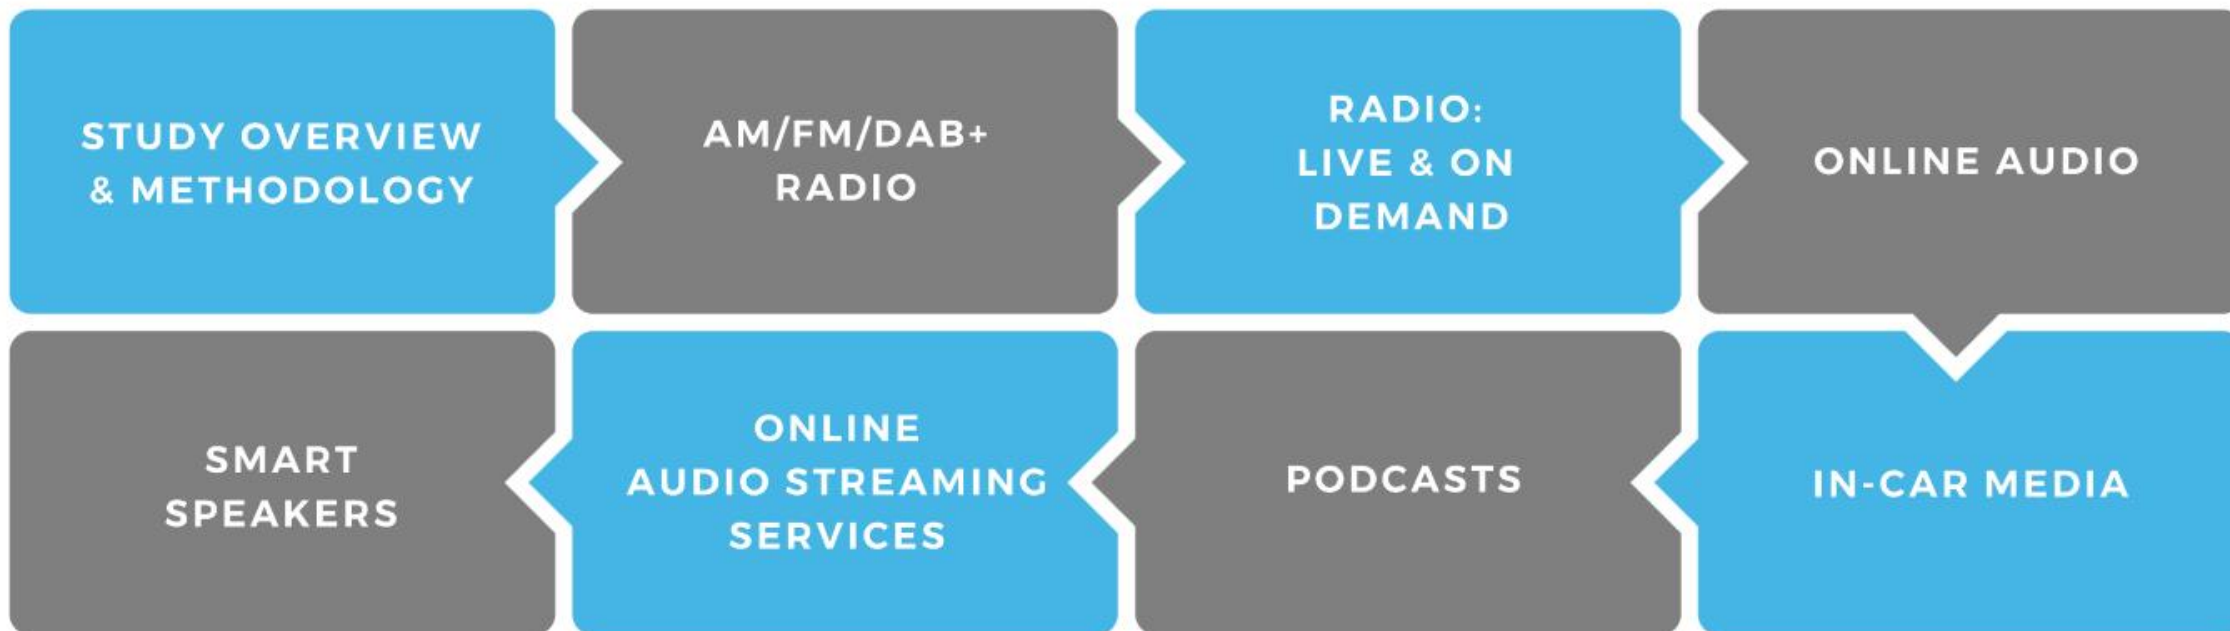 STUDY OVERVIEW
& METHODOLOGY
AM/FM/DAB+
RADIO
RADIO:
LIVE & ON
DEMAND
ONLINE AUDIO
IN-CAR MEDIA
PODCASTS
ONLINE
AUDIO STREAMING
SERVICES
SMART
SPEAKERS